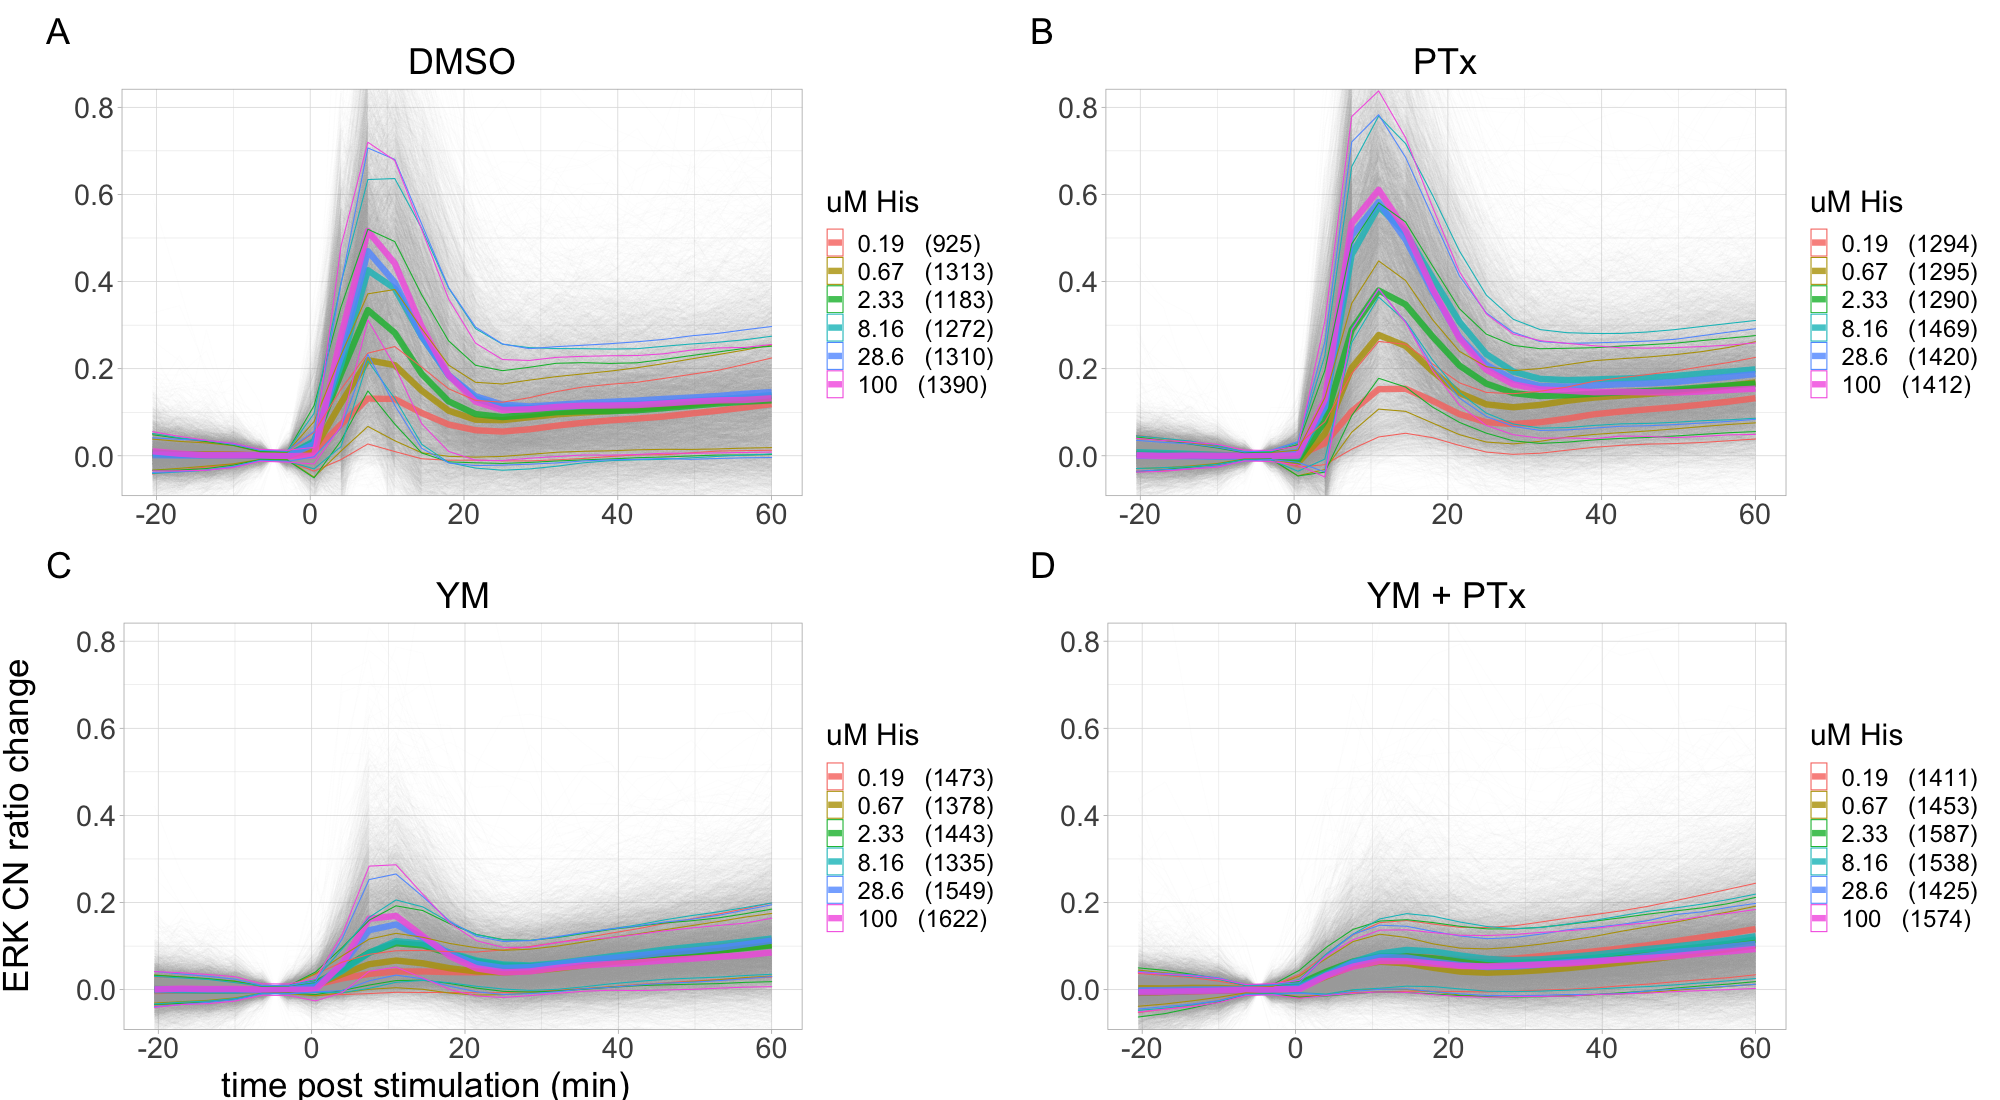 A
DMSO
0.8
0.6
0.4
0.2
0.0
-20 0 20 40 60
uM His
0.19 (925)
0.67 (1313)
2.33 (1183)
8.16 (1272)
28.6 (1310)
100 (1390)
B
PTx
0.8
0.6
0.4
0.2
0.0
-20 0 20 40 60
uM His
0.19 (1294)
0.67 (1295)
2.33 (1290)
8.16 (1469)
28.6 (1420)
100 (1412)
C
YM
0.8
0.6
0.4
0.2
0.0
-20 0 20 40 60
ERK CN ratio change
time post stimulation (min)
uM His
0.19 (1473)
0.67 (1378)
2.33 (1443)
8.16 (1335)
28.6 (1549)
100 (1622)
D
YM + PTx
0.8
0.6
0.4
0.2
0.0
-20 0 20 40 60
uM His
0.19 (1411)
0.67 (1453)
2.33 (1587)
8.16 (1538)
28.6 (1425)
100 (1574)